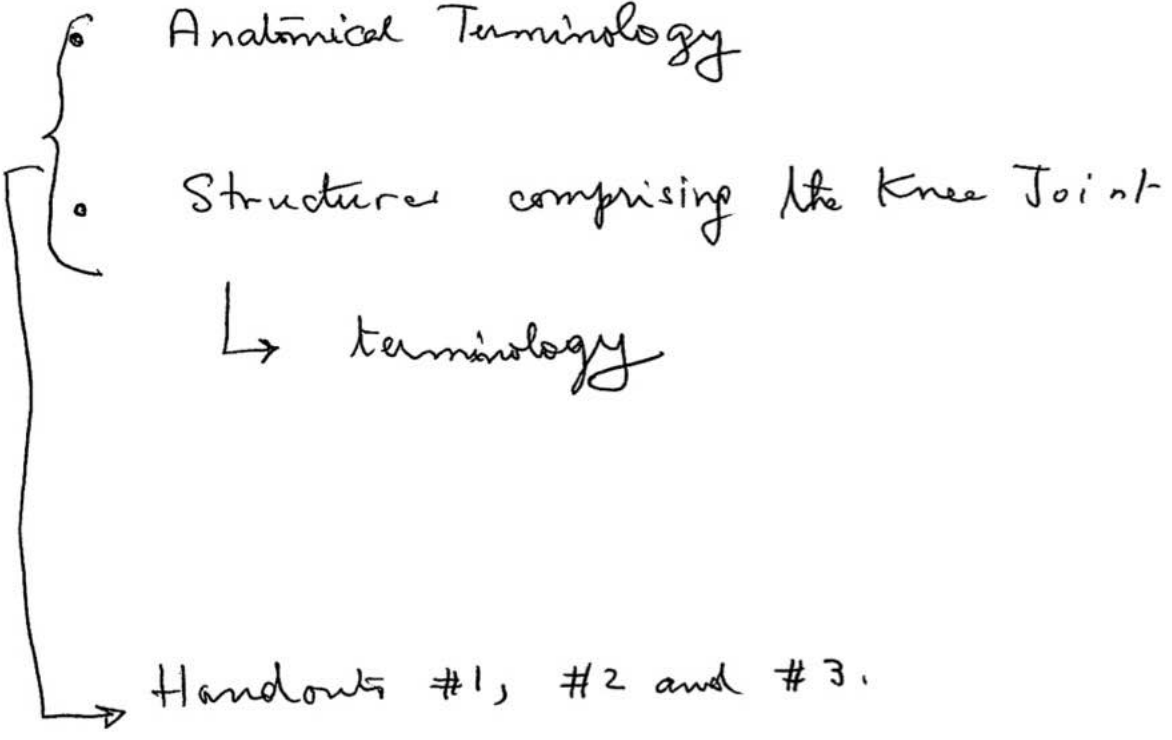 • Anatomical Terminology
• Structures comprising the Knee Joint
↳ terminology
→ Handouts #1, #2 and #3.